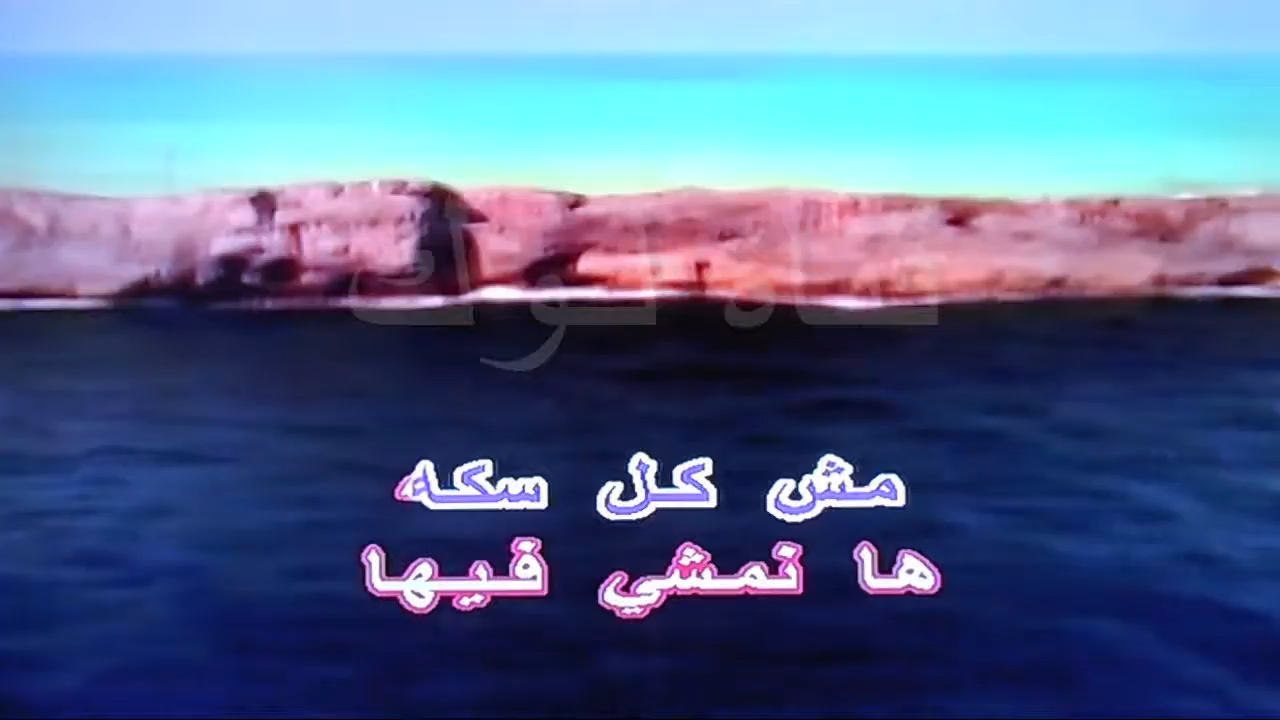 مش كل سكه
ها نمشي فيها